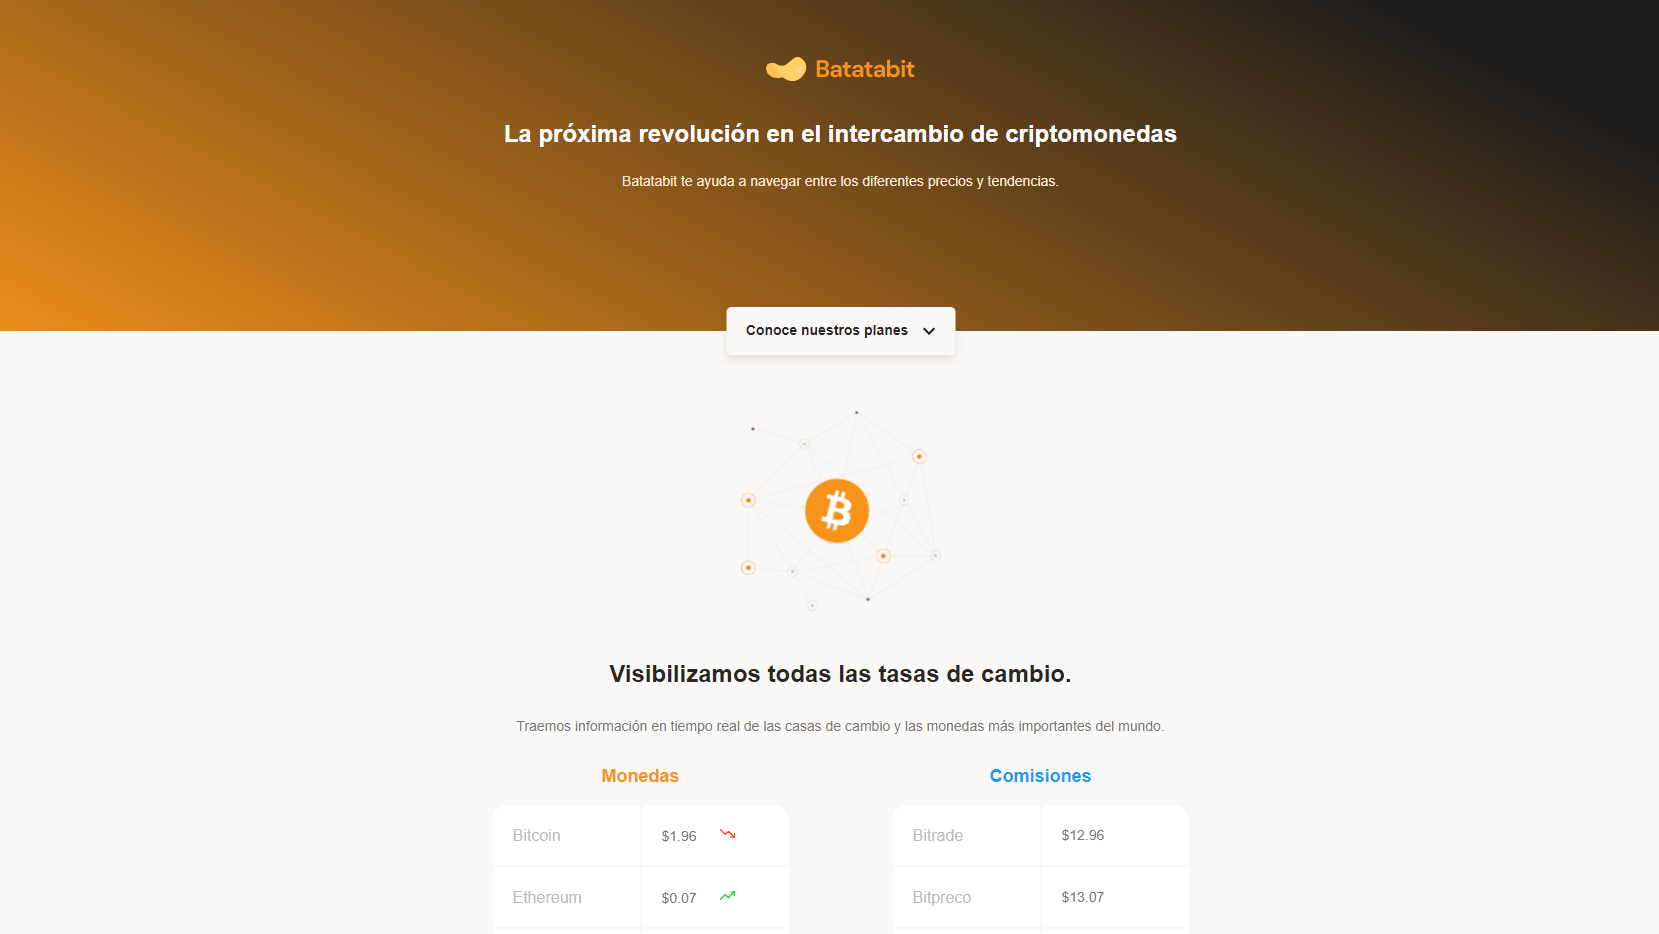 Batatabit
La próxima revolución en el intercambio de criptomonedas
Batatabit te ayuda a navegar entre los diferentes precios y tendencias.
Conoce nuestros planes
Visibilizamos todas las tasas de cambio.
Traemos información en tiempo real de las casas de cambio y las monedas más importantes del mundo.
Monedas
Bitcoin $1.96
Ethereum $0.07
Comisiones
Bitrade $12.96
Bitpreco $13.07